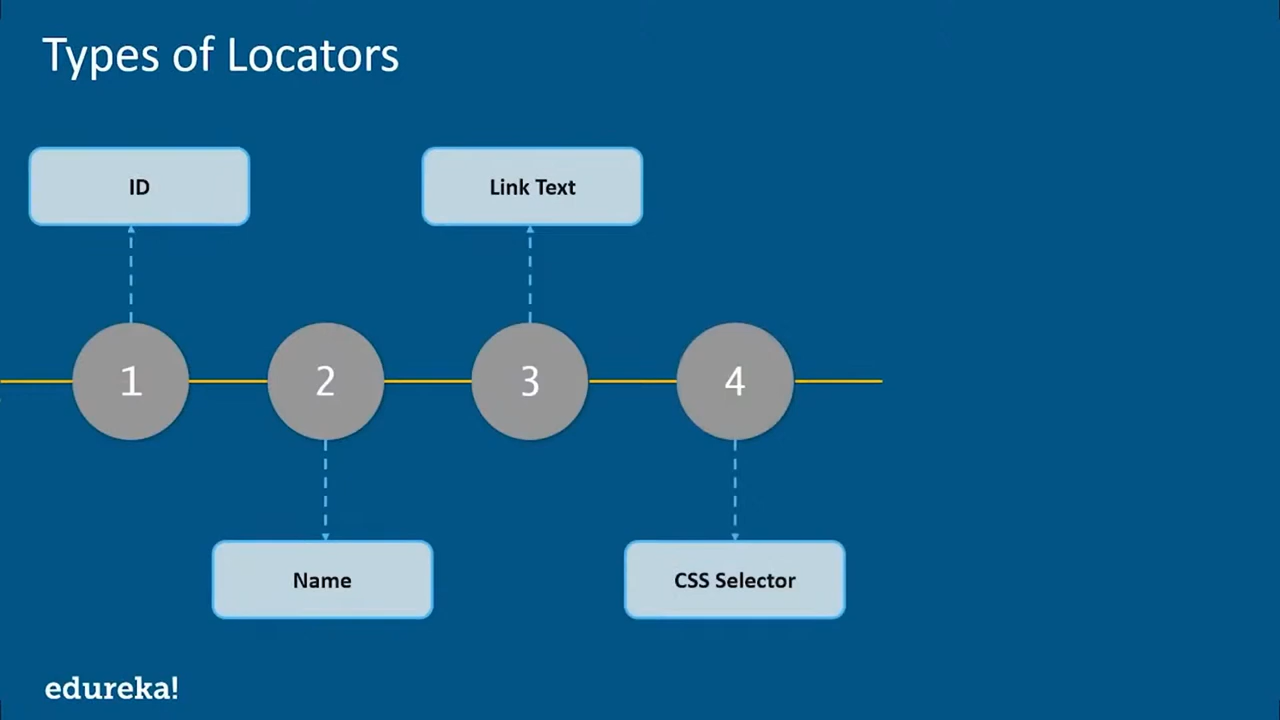 Types of Locators
ID
Link Text
1
2
3
4
Name
CSS Selector
edureka!